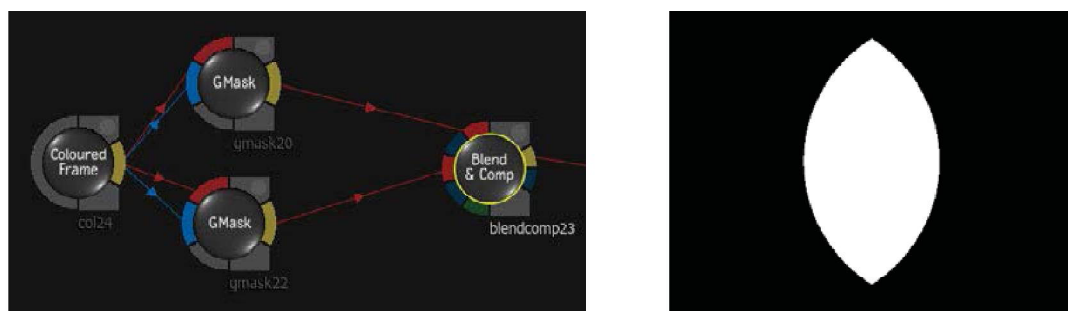 GMask
gmask20
Coloured
Frame
col24
Blend
& Comp
blendcomp23
GMask
gmask22